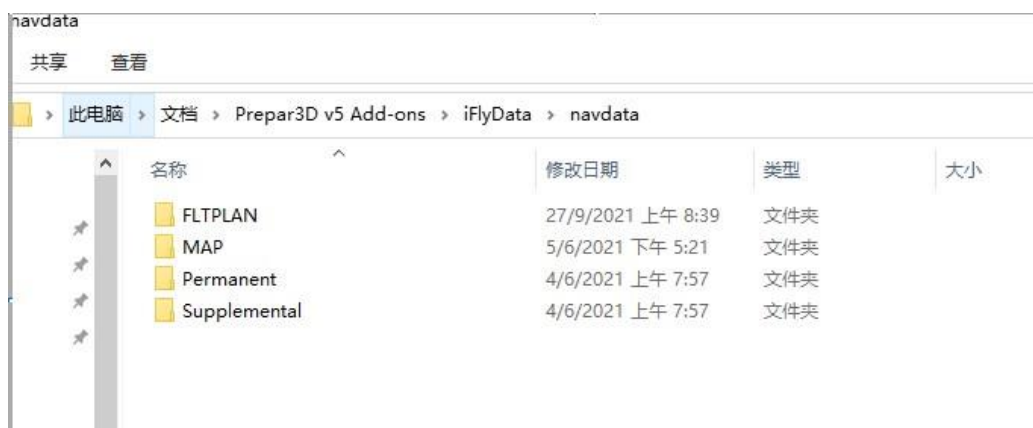 navdata
共享 查看
此电脑 › 文档 › Prepar3D v5 Add-ons › iFlyData › navdata
名称 修改日期 类型 大小
FLTPLAN 27/9/2021 上午 8:39 文件夹
MAP 5/6/2021 下午 5:21 文件夹
Permanent 4/6/2021 上午 7:57 文件夹
Supplemental 4/6/2021 上午 7:57 文件夹